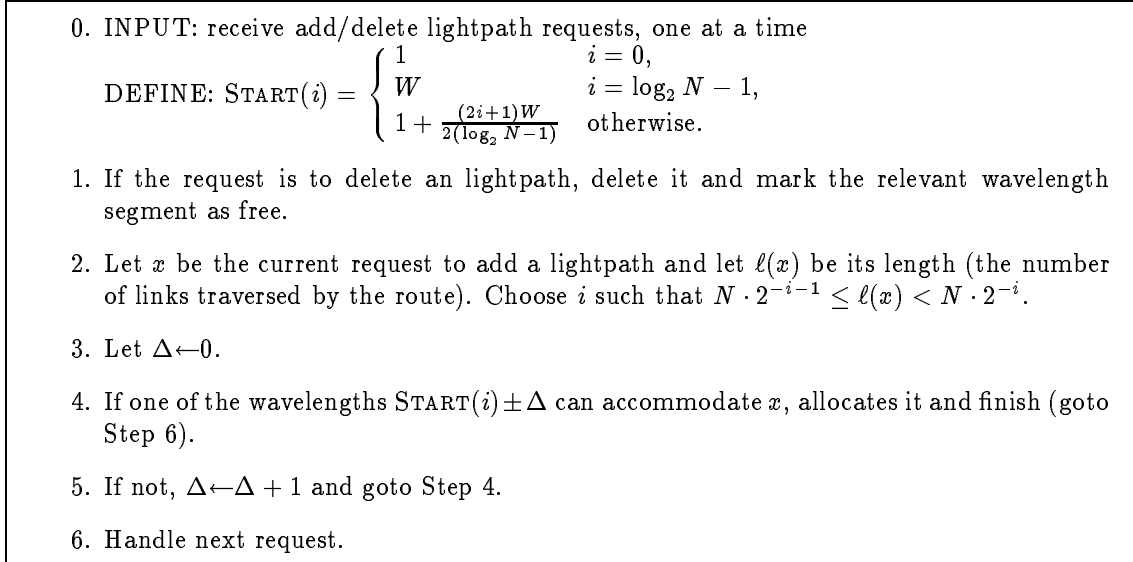 0. INPUT: receive add/delete lightpath requests, one at a time
DEFINE: START(i) = { 1 i = 0,
W i = log₂ N − 1,
1 + (2i+1)W / 2(log₂ N−1) otherwise.
1. If the request is to delete an lightpath, delete it and mark the relevant wavelength
segment as free.
2. Let x be the current request to add a lightpath and let ℓ(x) be its length (the number
of links traversed by the route). Choose i such that N · 2^{−i−1} ≤ ℓ(x) < N · 2^{−i}.
3. Let Δ←0.
4. If one of the wavelengths START(i) ± Δ can accommodate x, allocates it and finish (goto
Step 6).
5. If not, Δ←Δ + 1 and goto Step 4.
6. Handle next request.